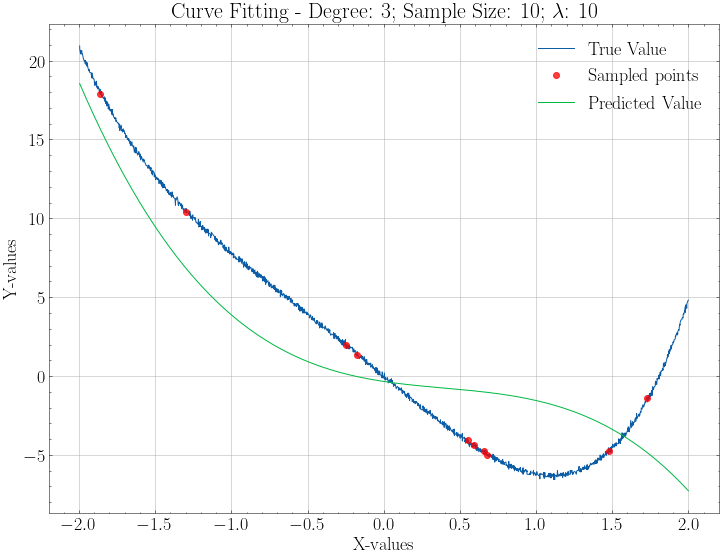 Curve Fitting - Degree: 3; Sample Size: 10; λ: 10
True Value
Sampled points
Predicted Value
20
15
10
5
0
−5
Y-values
−2.0 −1.5 −1.0 −0.5 0.0 0.5 1.0 1.5 2.0
X-values